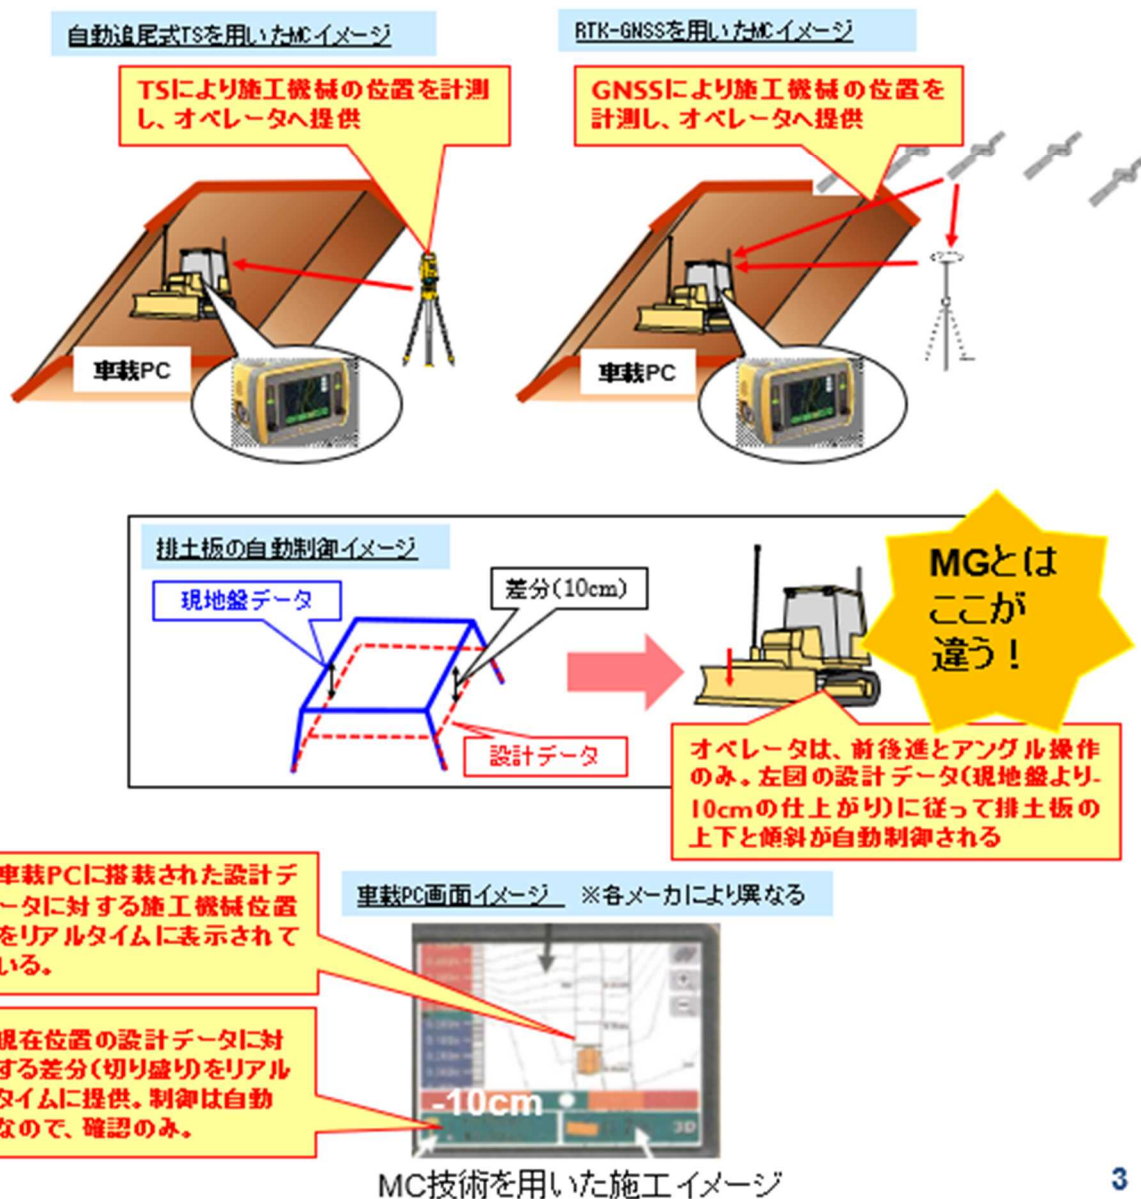 自動追尾式TSを用いたMCイメージ
RTK-GNSSを用いたMCイメージ
TSにより施工機械の位置を計測
し、オペレータへ提供
GNSSにより施工機械の位置を
計測し、オペレータへ提供
車載PC
車載PC
排土板の自動制御イメージ
現地盤データ
差分(10cm)
設計データ
MGとは
ここが
違う！
オペレータは、前後進とアングル操作
のみ。左図の設計データ(現地盤より-
10cmの仕上がり)に従って排土板の
上下と傾斜が自動制御される
車載PCに搭載された設計デ
ータに対する施工機械位置
をリアルタイムに表示されて
いる。
車載PC画面イメージ　※各メーカにより異なる
現在位置の設計データに対
する差分(切り盛り)をリアル
タイムに提供。制御は自動
なので、確認のみ。
-10cm
3D
MC技術を用いた施工イメージ
3